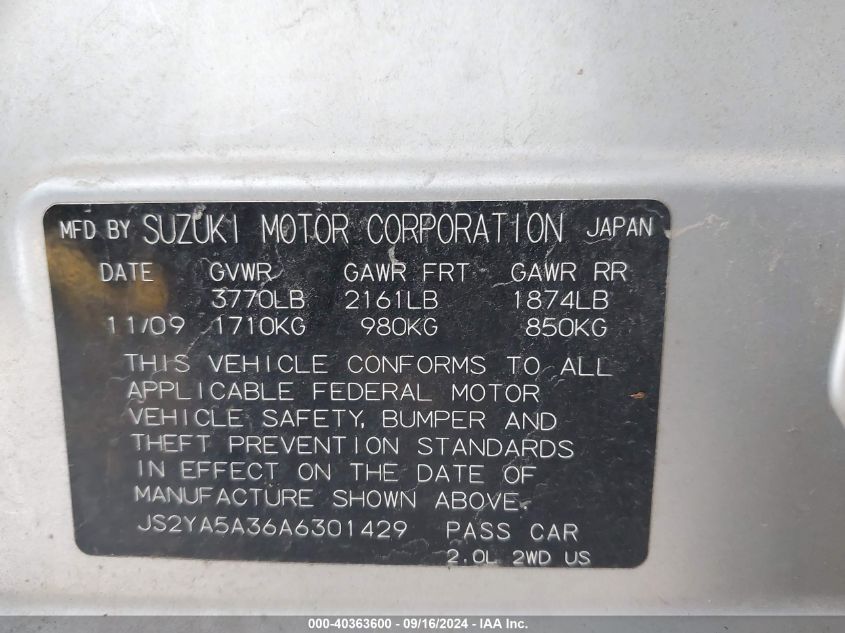 MFD BY SUZUKI MOTOR CORPORATION JAPAN
DATE GVWR GAWR FRT GAWR RR
3770LB 2161LB 1874LB
11/09 1710KG 980KG 850KG
THIS VEHICLE CONFORMS TO ALL
APPLICABLE FEDERAL MOTOR
VEHICLE SAFETY, BUMPER AND
THEFT PREVENTION STANDARDS
IN EFFECT ON THE DATE OF
MANUFACTURE SHOWN ABOVE.
JS2YA5A36A6301429 PASS CAR
2.0L 2WD US
000-40363600 - 09/16/2024 - IAA Inc.